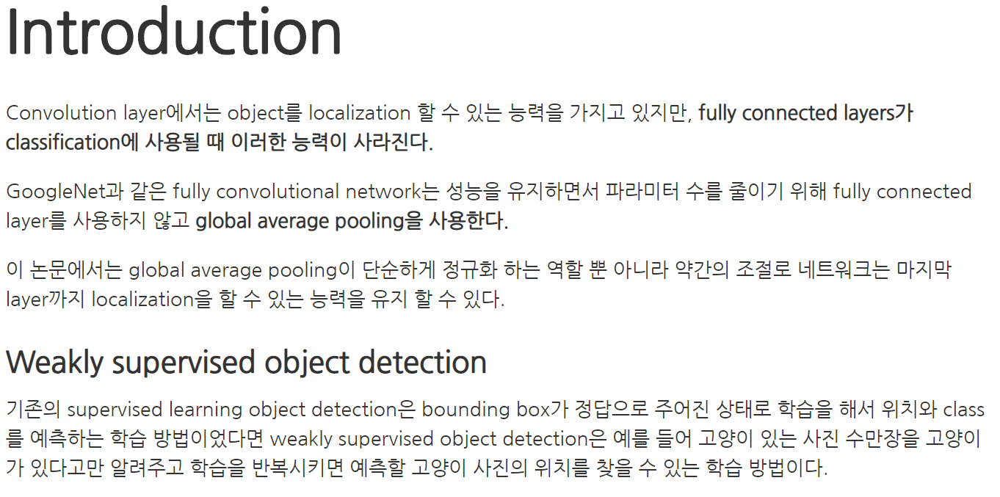 Introduction
Convolution layer에서는 object를 localization 할 수 있는 능력을 가지고 있지만, fully connected layers가
classification에 사용될 때 이러한 능력이 사라진다.
GoogleNet과 같은 fully convolutional network는 성능을 유지하면서 파라미터 수를 줄이기 위해 fully connected
layer를 사용하지 않고 global average pooling을 사용한다.
이 논문에서는 global average pooling이 단순하게 정규화 하는 역할 뿐 아니라 약간의 조절로 네트워크는 마지막
layer까지 localization을 할 수 있는 능력을 유지 할 수 있다.
Weakly supervised object detection
기존의 supervised learning object detection은 bounding box가 정답으로 주어진 상태로 학습을 해서 위치와 class
를 예측하는 학습 방법이었다면 weakly supervised object detection은 예를 들어 고양이 있는 사진 수만장을 고양이
가 있다고만 알려주고 학습을 반복시키면 예측할 고양이 사진의 위치를 찾을 수 있는 학습 방법이다.